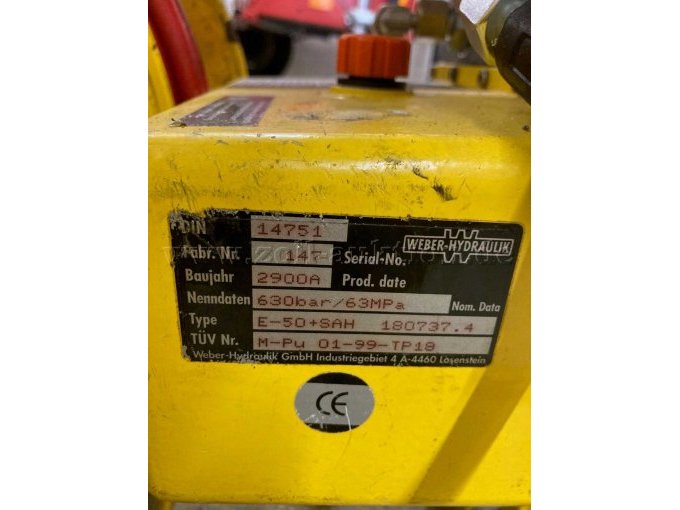 DIN 14751
WEBER-HYDRAULIK
Fabr. Nr. 147- Serial-No.
Baujahr 2900A Prod. date
Nenndaten 630bar/63MPa Nom. Data
Type E-50+SAH 180737.4
TÜV Nr. M-Pu 01-99-TP18
Weber-Hydraulik GmbH Industriegebiet 4 A-4460 Losenstein
CE